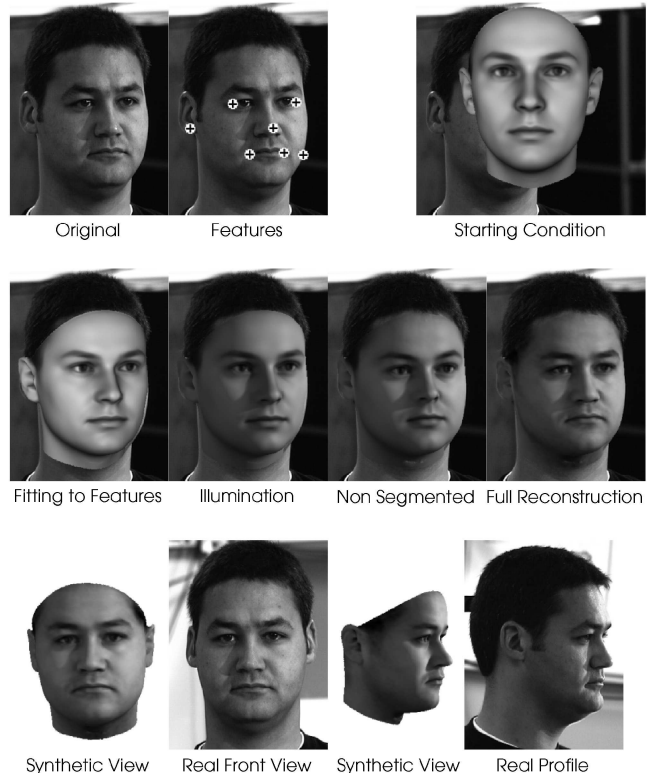 Original Features Starting Condition
Fitting to Features Illumination Non Segmented Full Reconstruction
Synthetic View Real Front View Synthetic View Real Profile